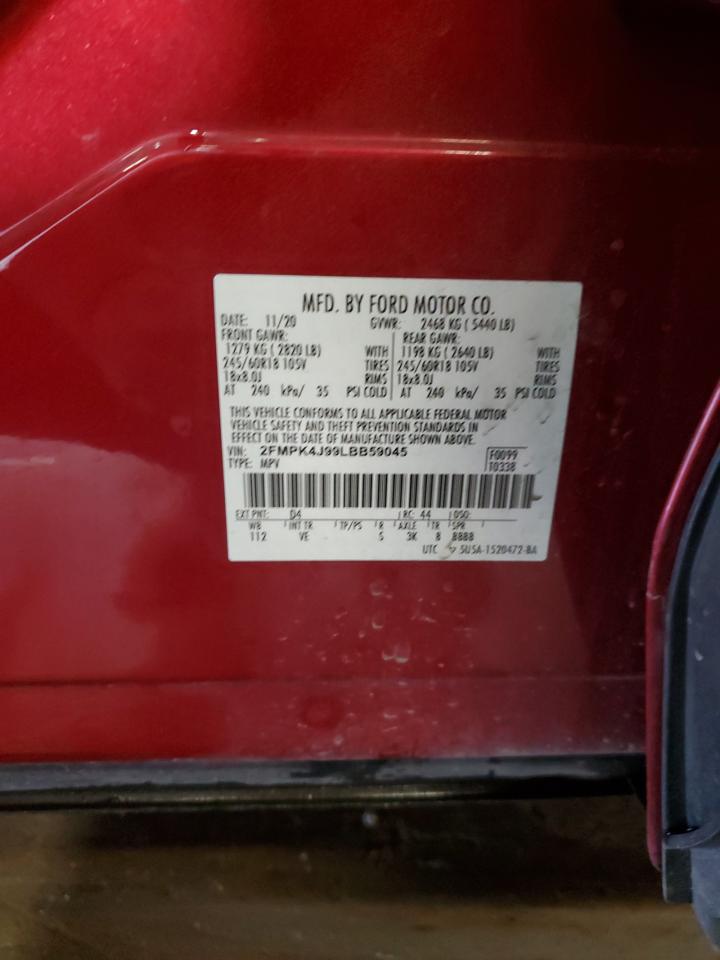 MFD. BY FORD MOTOR CO.
DATE: 11/20 GVWR: 2468 KG ( 5440 LB)
FRONT GAWR: REAR GAWR:
1279 KG ( 2820 LB) WITH 1198 KG ( 2640 LB) WITH
245/60R18 105V TIRES 245/60R18 105V TIRES
18x8.0J RIMS 18x8.0J RIMS
AT 240 kPa/ 35 PSI COLD AT 240 kPa/ 35 PSI COLD
THIS VEHICLE CONFORMS TO ALL APPLICABLE FEDERAL MOTOR
VEHICLE SAFETY AND THEFT PREVENTION STANDARDS IN
EFFECT ON THE DATE OF MANUFACTURE SHOWN ABOVE.
VIN: 2FMPK4J99LBB59045 F0099
TYPE: MPV T0338
EXT PNT: D4 RC: 44 DSO:
WB INT TR TP/PS R AXLE TR SPR
112 VE 5 3K 8 8888
UTC 5U5A-1520472-BA